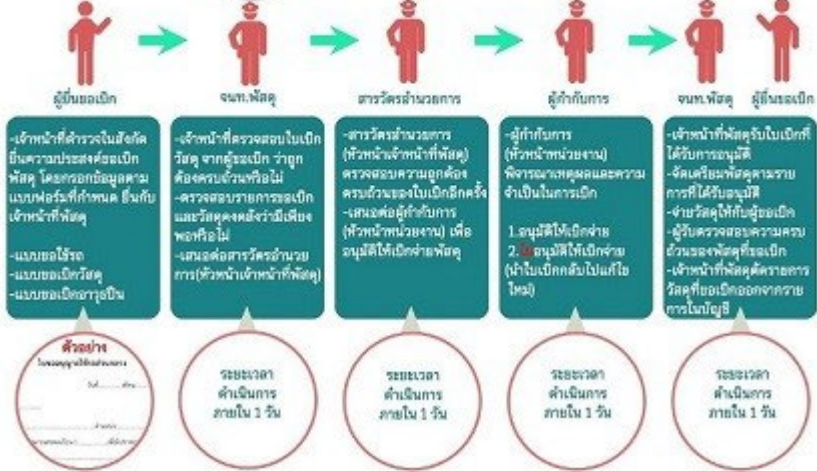 ผู้ยื่นขอเบิก
จนท.พัสดุ
สารวัตรอำนวยการ
ผู้กำกับการ
จนท.พัสดุ ผู้ยื่นขอเบิก
-เจ้าหน้าที่ตำรวจในสังกัด
ยื่นความประสงค์ขอเบิก
พัสดุ โดยกรอกข้อมูลตาม
แบบฟอร์มที่กำหนด ยื่นกับ
เจ้าหน้าที่พัสดุ
-แบบขอใช้รถ
-แบบขอเบิกวัสดุ
-แบบขอเบิกอาวุธปืน
-เจ้าหน้าที่ตรวจสอบใบเบิก
วัสดุ จากผู้ขอเบิก ว่าถูก
ต้องครบถ้วนหรือไม่
-ตรวจสอบรายการขอเบิก
และวัสดุคงคลังว่ามีเพียง
พอหรือไม่
-เสนอต่อสารวัตรอำนวย
การ(หัวหน้าเจ้าหน้าที่พัสดุ)
-สารวัตรอำนวยการ
(หัวหน้าเจ้าหน้าที่พัสดุ)
ตรวจสอบความถูกต้อง
ครบถ้วนของใบเบิกอีกครั้ง
-เสนอต่อผู้กำกับการ
(หัวหน้าหน่วยงาน) เพื่อ
อนุมัติให้เบิกจ่ายพัสดุ
-ผู้กำกับการ
(หัวหน้าหน่วยงาน)
พิจารณาเหตุผลและความ
จำเป็นในการเบิก
1.อนุมัติให้เบิกจ่าย
2.ไม่อนุมัติให้เบิกจ่าย
(นำใบเบิกกลับไปแก้ไข
ใหม่)
-เจ้าหน้าที่พัสดุรับใบเบิกที่
ได้รับการอนุมัติ
-จัดเตรียมพัสดุตามราย
การที่ได้รับอนุมัติ
-จ่ายวัสดุให้กับผู้ขอเบิก
-ผู้รับตรวจสอบความครบ
ถ้วนของพัสดุที่ขอเบิก
-เจ้าหน้าที่พัสดุตัดรายการ
วัสดุที่ขอเบิกออกจากราย
การในบัญชี
ตัวอย่าง
ระยะเวลา
ดำเนินการ
ภายใน 1 วัน
ระยะเวลา
ดำเนินการ
ภายใน 1 วัน
ระยะเวลา
ดำเนินการ
ภายใน 1 วัน
ระยะเวลา
ดำเนินการ
ภายใน 1 วัน